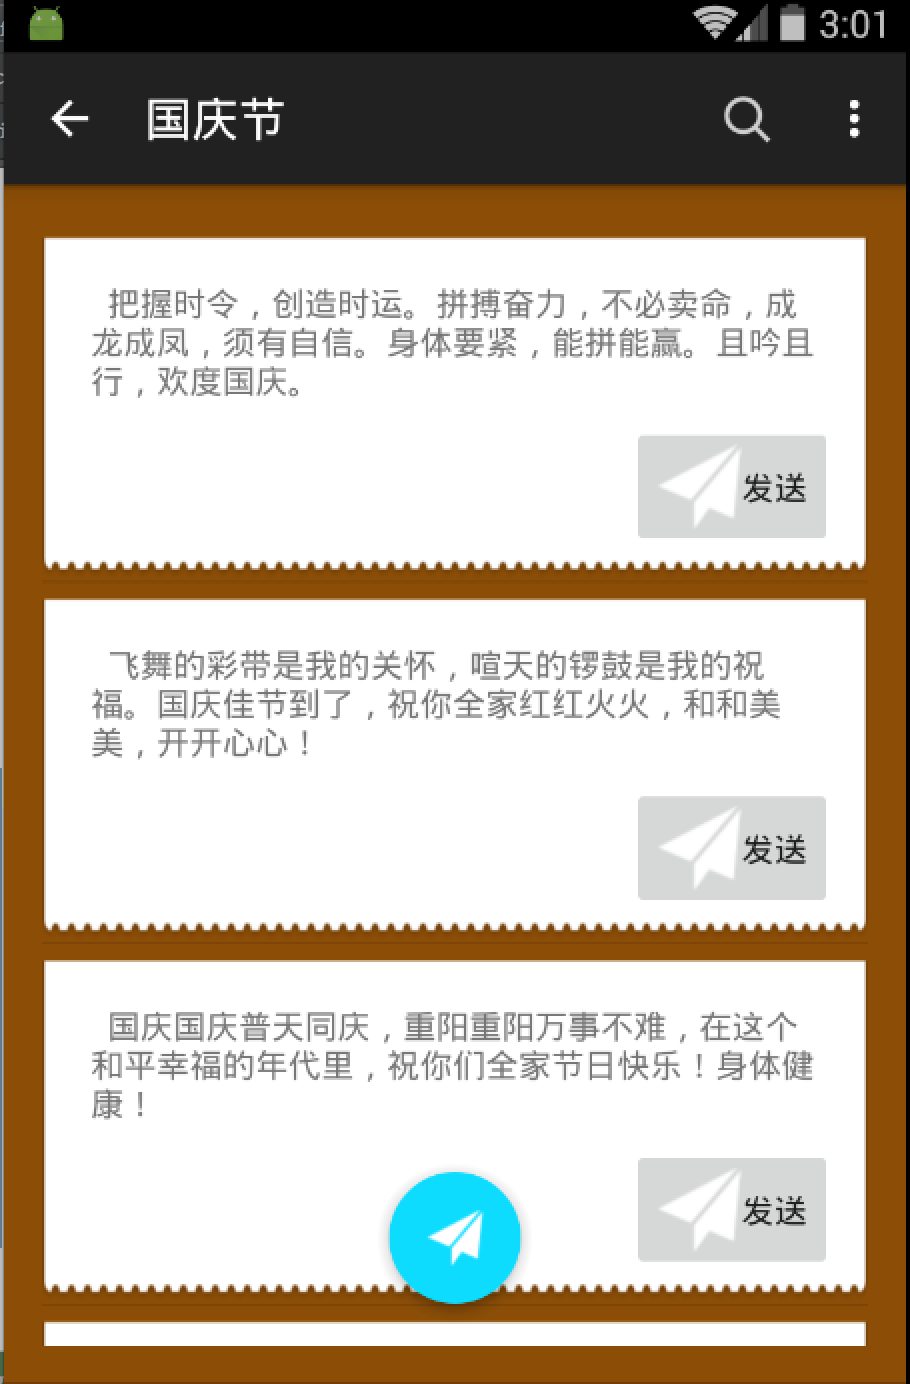 3:01
国庆节
把握时令，创造时运。拼搏奋力，不必卖命，成
龙成凤，须有自信。身体要紧，能拼能赢。且吟且
行，欢度国庆。
发送
飞舞的彩带是我的关怀，喧天的锣鼓是我的祝
福。国庆佳节到了，祝你全家红红火火，和和美
美，开开心心！
发送
国庆国庆普天同庆，重阳重阳万事不难，在这个
和平幸福的年代里，祝你们全家节日快乐！身体健
康！
发送